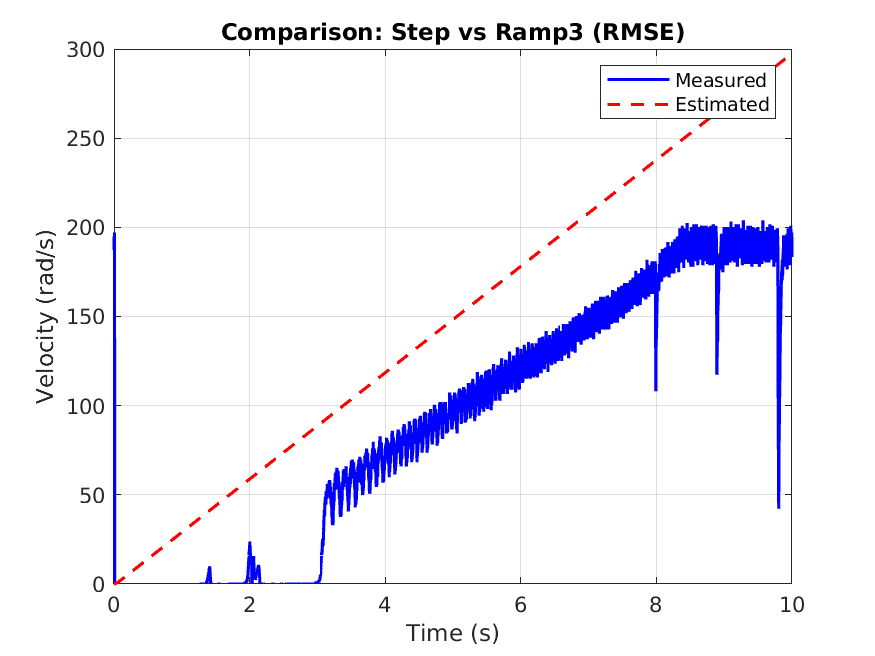 Comparison: Step vs Ramp3 (RMSE)
300
250
200
150
100
50
0
Velocity (rad/s)
Measured
Estimated
0 2 4 6 8 10
Time (s)